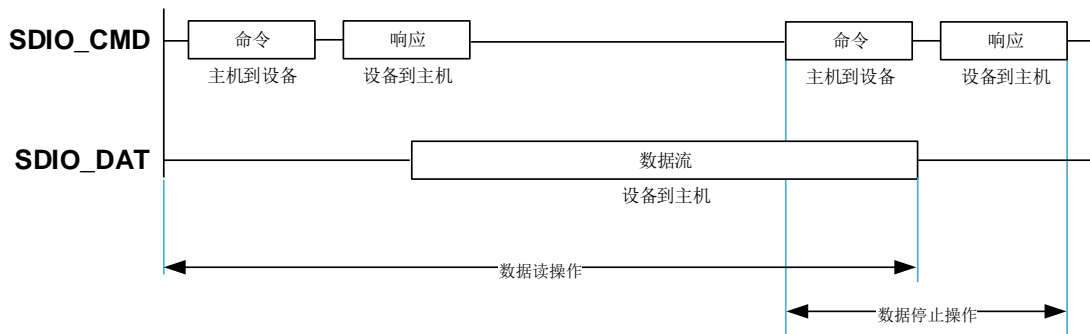 SDIO_CMD
命令
响应
命令
响应
主机到设备
设备到主机
主机到设备
设备到主机
SDIO_DAT
数据流
设备到主机
数据读操作
数据停止操作